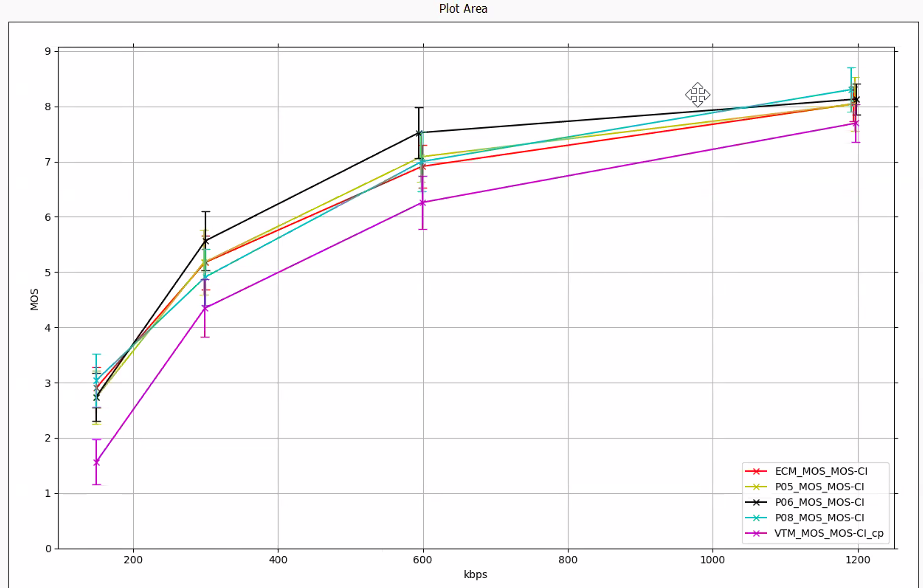 Plot Area
9
8
7
6
5
4
3
2
1
0
MOS
200
400
600
800
1000
1200
kbps
ECM_MOS_MOS-CI
P05_MOS_MOS-CI
P06_MOS_MOS-CI
P08_MOS_MOS-CI
VTM_MOS_MOS-CI_cp